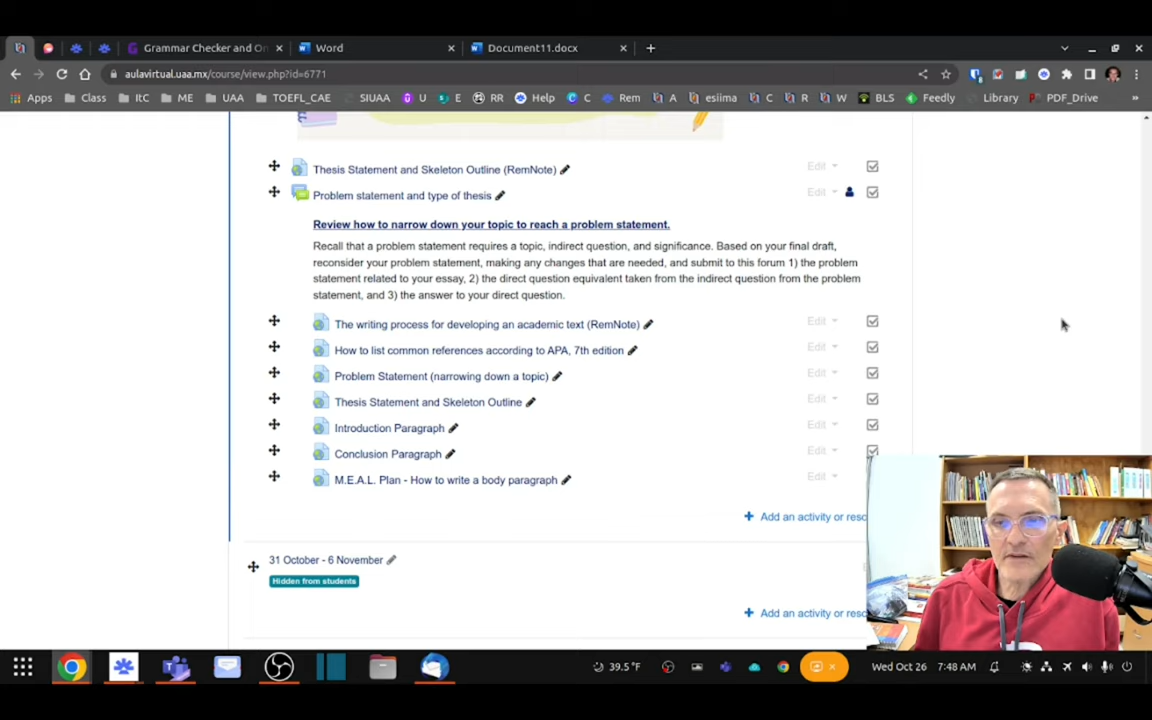 Grammar Checker and On
Word
Document11.docx
aulavirtual.uaa.mx/course/view.php?id=6771
Apps Class ItC ME UAA TOEFL_CAE SIUAA U E RR Help C Rem A esiima C R W BLS Feedly Library PDF_Drive
Thesis Statement and Skeleton Outline (RemNote) Edit
Problem statement and type of thesis Edit
Review how to narrow down your topic to reach a problem statement.
Recall that a problem statement requires a topic, indirect question, and significance. Based on your final draft,
reconsider your problem statement, making any changes that are needed, and submit to this forum 1) the problem
statement related to your essay, 2) the direct question equivalent taken from the indirect question from the problem
statement, and 3) the answer to your direct question.
The writing process for developing an academic text (RemNote) Edit
How to list common references according to APA, 7th edition Edit
Problem Statement (narrowing down a topic) Edit
Thesis Statement and Skeleton Outline Edit
Introduction Paragraph Edit
Conclusion Paragraph Edit
M.E.A.L. Plan - How to write a body paragraph Edit
+ Add an activity or reso
31 October - 6 November
Hidden from students
+ Add an activity or reso
39.5 °F Wed Oct 26 7:48 AM